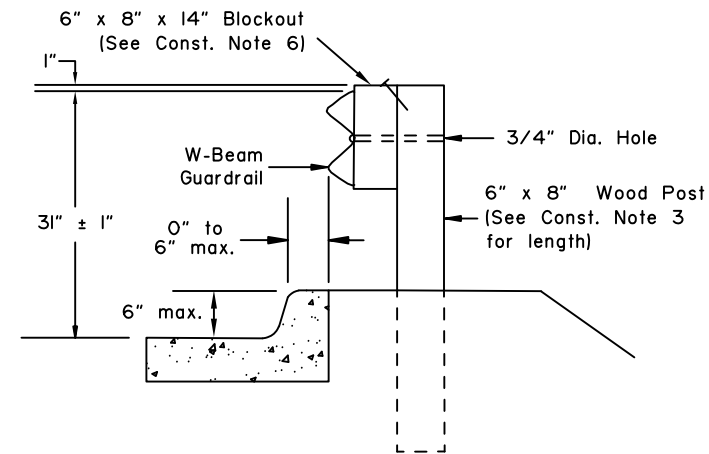 6" x 8" x 14" Blockout
(See Const. Note 6)
1"
3/4" Dia. Hole
W-Beam
Guardrail
6" x 8" Wood Post
(See Const. Note 3
for length)
31" ± 1"
0" to
6" max.
6" max.